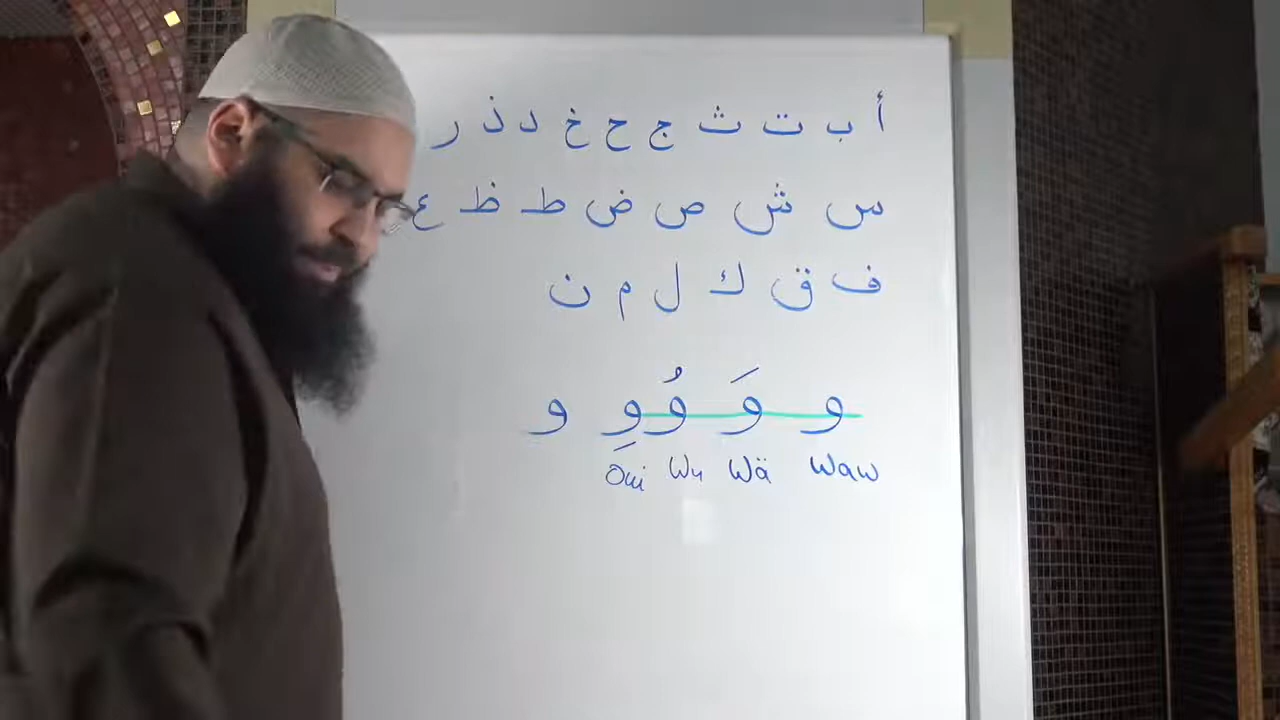 أ ب ت ث ج ح خ د ذ ر
س ش ص ض ط ظ ع
ف ق ك ل م ن
و وَ وُ وِ و
Waw Wä Wu Oui